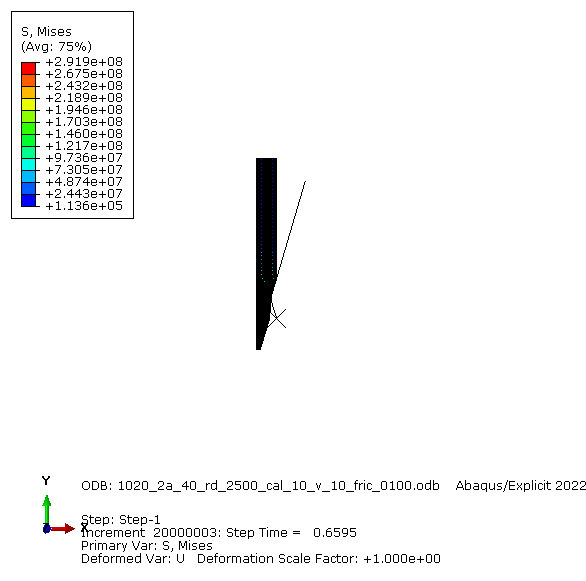 S, Mises
(Avg: 75%)
+2.919e+08
+2.675e+08
+2.432e+08
+2.189e+08
+1.946e+08
+1.703e+08
+1.460e+08
+1.217e+08
+9.736e+07
+7.305e+07
+4.874e+07
+2.443e+07
+1.136e+05
Y
X
Z
ODB: 1020_2a_40_rd_2500_cal_10_v_10_fric_0100.odb    Abaqus/Explicit 2022
Step: Step-1
Increment  20000003: Step Time =   0.6595
Primary Var: S, Mises
Deformed Var: U   Deformation Scale Factor: +1.000e+00